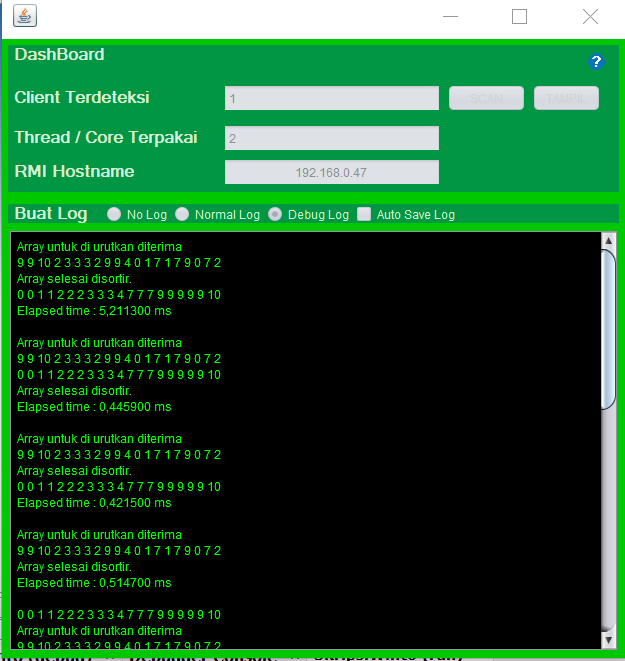 DashBoard
?
Client Terdeteksi 1 SCAN TAMPIL
Thread / Core Terpakai 2
RMI Hostname 192.168.0.47
Buat Log No Log Normal Log Debug Log Auto Save Log
Array untuk di urutkan diterima
9 9 10 2 3 3 3 2 9 9 4 0 1 7 1 7 9 0 7 2
Array selesai disortir.
0 0 1 1 2 2 2 3 3 3 4 7 7 7 9 9 9 9 9 10
Elapsed time : 5,211300 ms
Array untuk di urutkan diterima
9 9 10 2 3 3 3 2 9 9 4 0 1 7 1 7 9 0 7 2
0 0 1 1 2 2 2 3 3 3 4 7 7 7 9 9 9 9 9 10
Array selesai disortir.
Elapsed time : 0,445900 ms
Array untuk di urutkan diterima
9 9 10 2 3 3 3 2 9 9 4 0 1 7 1 7 9 0 7 2
Array selesai disortir.
0 0 1 1 2 2 2 3 3 3 4 7 7 7 9 9 9 9 9 10
Elapsed time : 0,421500 ms
Array untuk di urutkan diterima
9 9 10 2 3 3 3 2 9 9 4 0 1 7 1 7 9 0 7 2
Array selesai disortir.
Elapsed time : 0,514700 ms
0 0 1 1 2 2 2 3 3 3 4 7 7 7 9 9 9 9 9 10
Array untuk di urutkan diterima
9 9 10 2 3 3 3 2 9 9 4 0 1 7 1 7 9 0 7 2